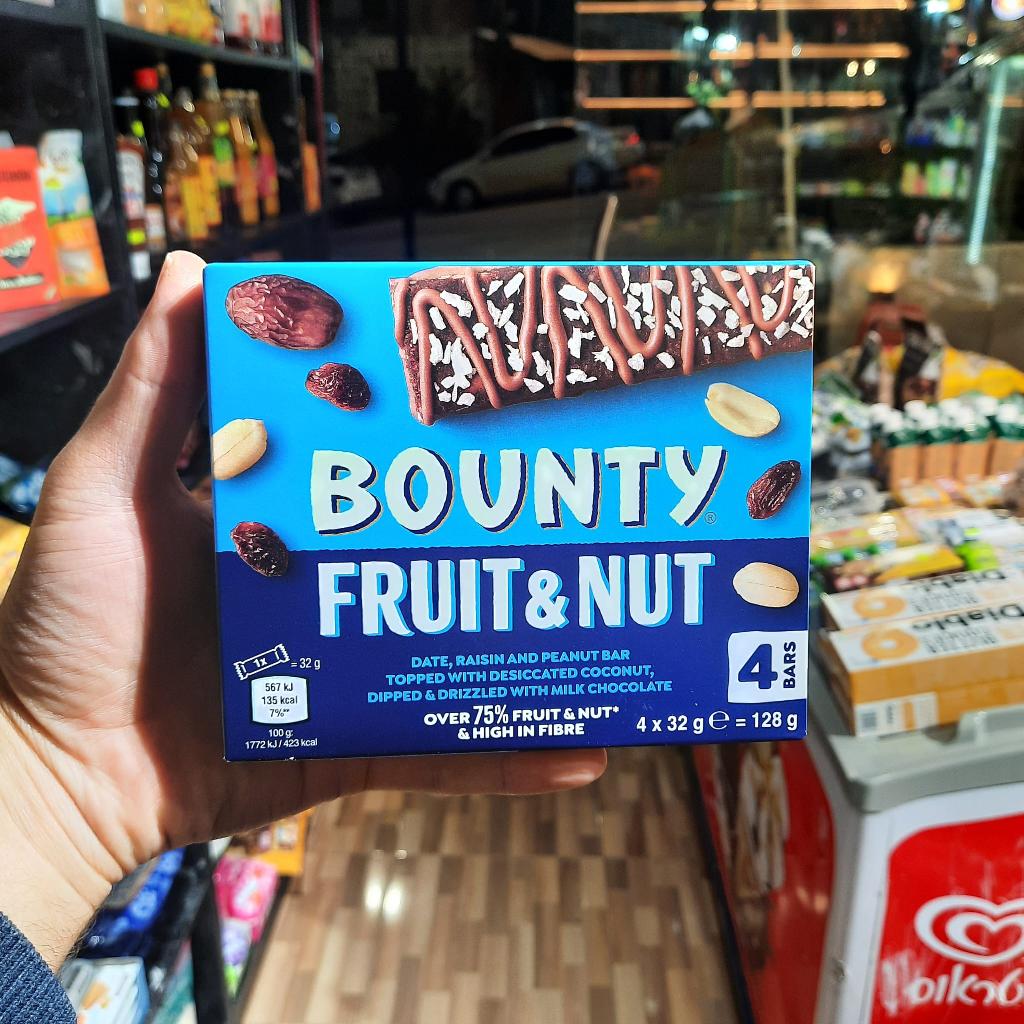 BOUNTY®
FRUIT & NUT
DATE, RAISIN AND PEANUT BAR
TOPPED WITH DESICCATED COCONUT,
DIPPED & DRIZZLED WITH MILK CHOCOLATE
OVER 75% FRUIT & NUT*
& HIGH IN FIBRE
1x = 32 g
567 kJ
135 kcal
7%**
100 g:
1772 kJ / 423 kcal
4 BARS
4 x 32 g ℮ = 128 g
Diablo
Diablo